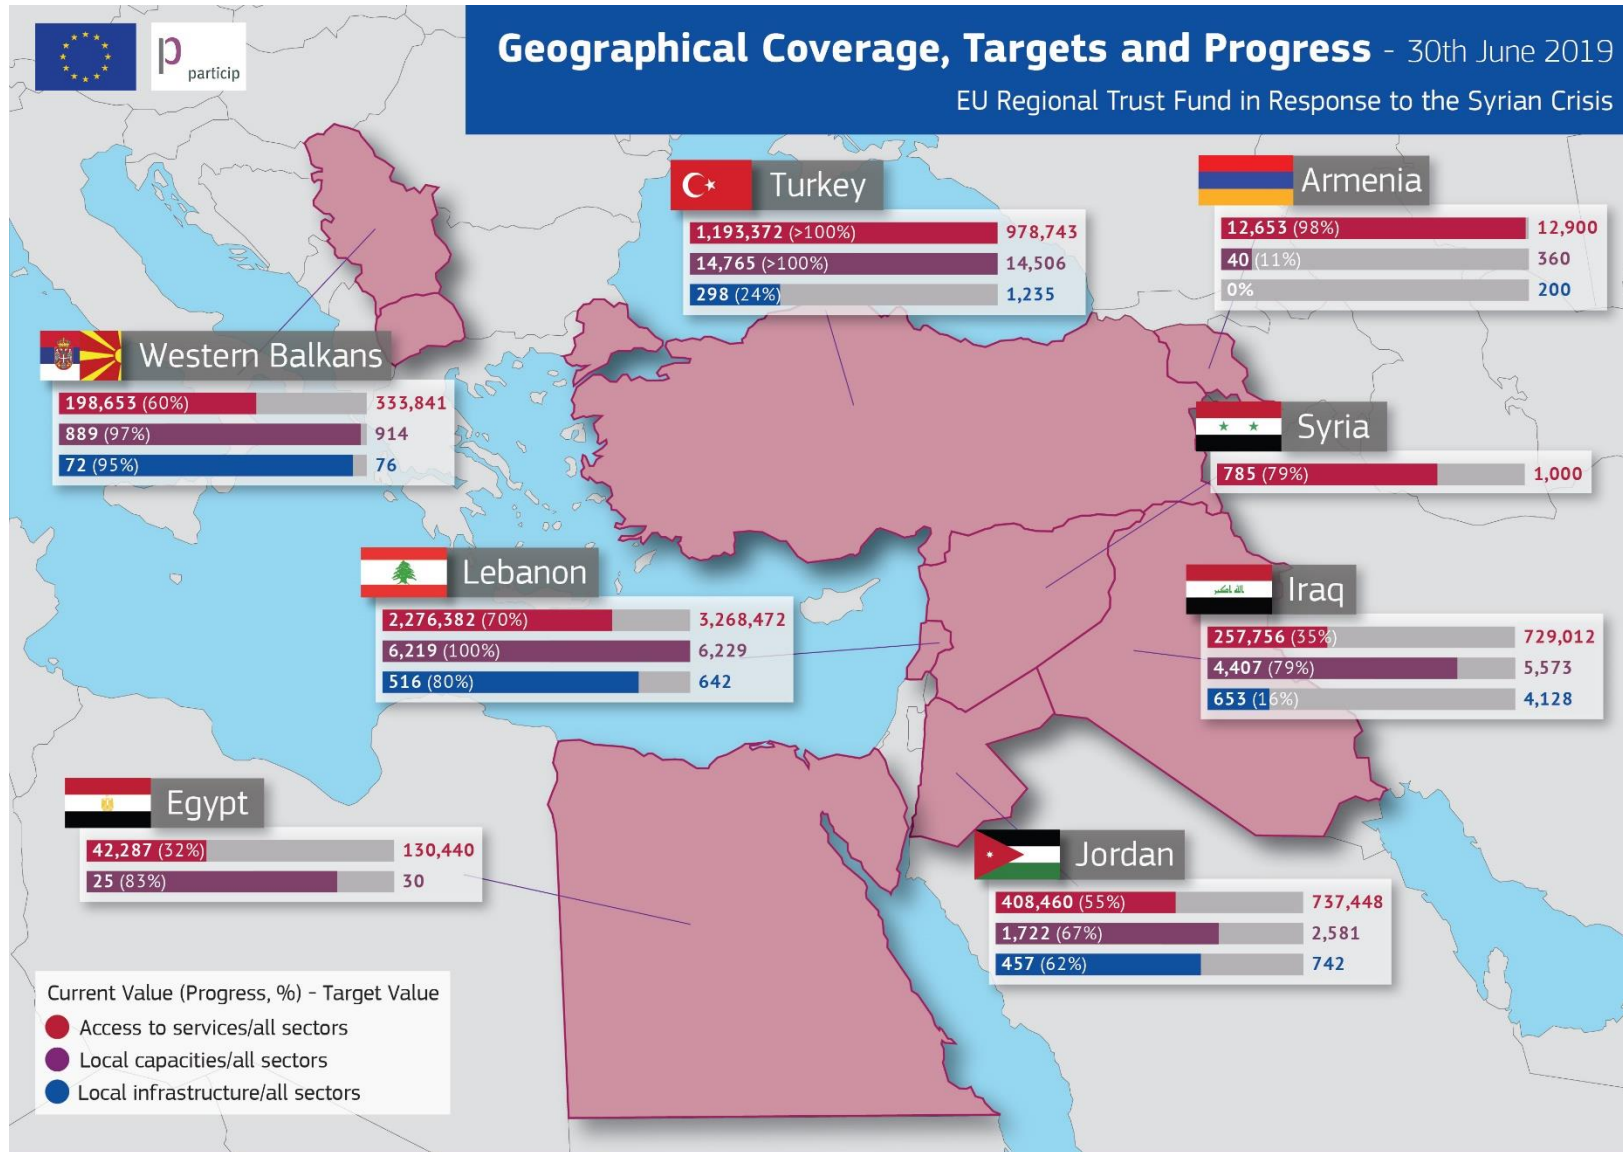 particip
Geographical Coverage, Targets and Progress - 30th June 2019
EU Regional Trust Fund in Response to the Syrian Crisis
Turkey
1,193,372 (>100%) 978,743
14,765 (>100%) 14,506
298 (24%) 1,235
Armenia
12,653 (98%) 12,900
40 (11%) 360
0% 200
Western Balkans
198,653 (60%) 333,841
889 (97%) 914
72 (95%) 76
Syria
785 (79%) 1,000
Lebanon
2,276,382 (70%) 3,268,472
6,219 (100%) 6,229
516 (80%) 642
Iraq
257,756 (35%) 729,012
4,407 (79%) 5,573
653 (16%) 4,128
Egypt
42,287 (32%) 130,440
25 (83%) 30
Jordan
408,460 (55%) 737,448
1,722 (67%) 2,581
457 (62%) 742
Current Value (Progress, %) - Target Value
Access to services/all sectors
Local capacities/all sectors
Local infrastructure/all sectors